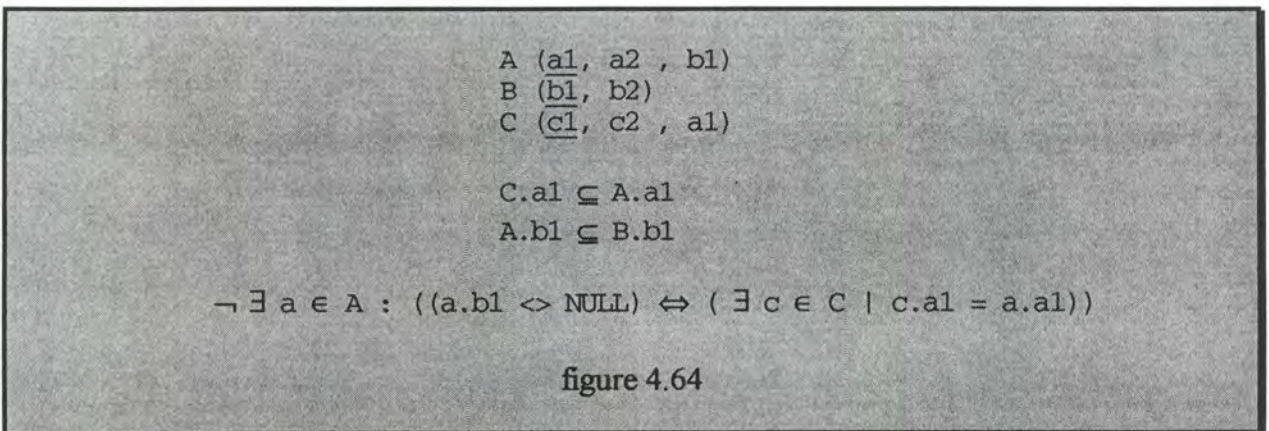 A (a1, a2 , b1)
B (b1, b2)
C (c1, c2 , a1)
C.a1 ⊆ A.a1
A.b1 ⊆ B.b1
¬ ∃ a ∈ A : ((a.b1 <> NULL) ⇔ ( ∃ c ∈ C | c.a1 = a.a1))
figure 4.64